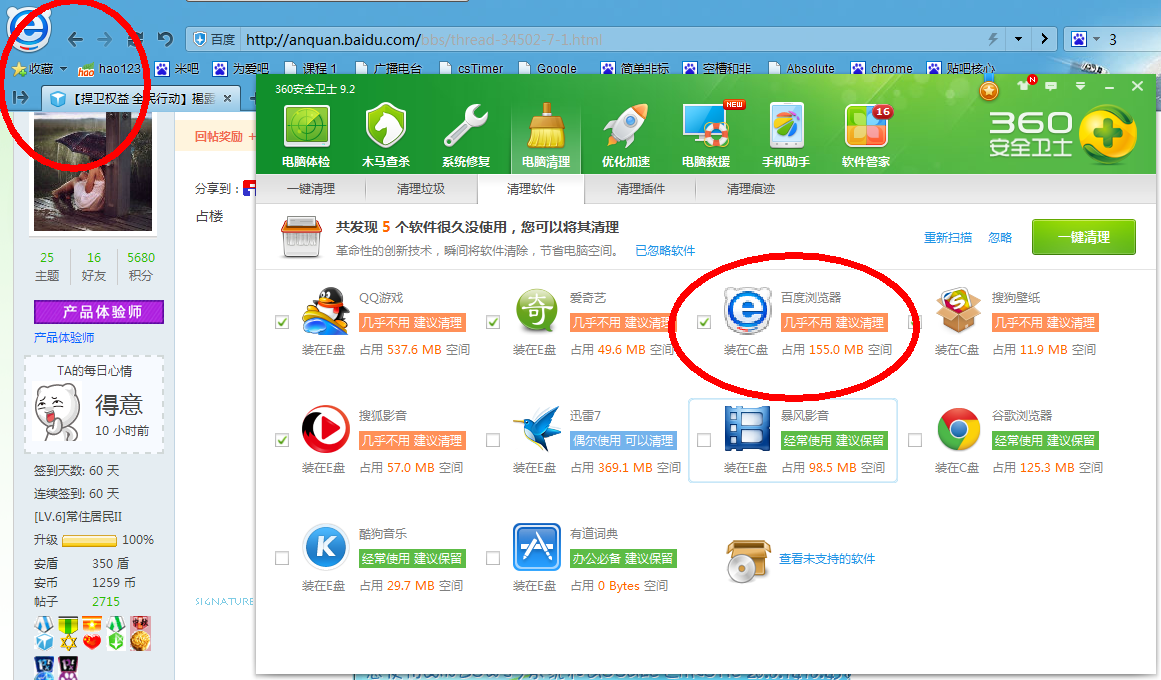 百度 http://anquan.baidu.com/bbs/thread-34502-7-1.html 3
收藏 hao123 米吧 为爱吧 课程 1 广播电台 csTimer Google 简单非标 空槽和非 Absolute chrome 贴吧核心
【捍卫权益 全民行动】揭露
360安全卫士 9.2
N
NEW
16
电脑体检 木马查杀 系统修复 电脑清理 优化加速 电脑救援 手机助手 软件管家
360
安全卫士
一键清理 清理垃圾 清理软件 清理插件 清理痕迹
共发现 5 个软件很久没使用，您可以将其清理
革命性的创新技术，瞬间将软件清除，节省电脑空间。 已忽略软件
重新扫描 忽略 一键清理
QQ游戏
几乎不用 建议清理
装在E盘 占用 537.6 MB 空间
爱奇艺
几乎不用 建议清理
装在E盘 占用 49.6 MB 空间
百度浏览器
几乎不用 建议清理
装在C盘 占用 155.0 MB 空间
搜狗壁纸
几乎不用 建议清理
装在C盘 占用 11.9 MB 空间
搜狐影音
几乎不用 建议清理
装在E盘 占用 57.0 MB 空间
迅雷7
偶尔使用 可以清理
装在E盘 占用 369.1 MB 空间
暴风影音
经常使用 建议保留
装在E盘 占用 98.5 MB 空间
谷歌浏览器
经常使用 建议保留
装在C盘 占用 125.3 MB 空间
酷狗音乐
经常使用 建议保留
装在E盘 占用 29.7 MB 空间
有道词典
办公必备 建议保留
装在E盘 占用 0 Bytes 空间
查看未支持的软件
回帖奖励 +
分享到：
占楼
SIGNATURE
25 16 5680
主题 好友 积分
产品体验师
产品体验师
TA的每日心情
得意
10 小时前
签到天数: 60 天
连续签到: 60 天
[LV.6]常住居民II
升级 100%
安盾 350 盾
安币 1259 币
帖子 2715